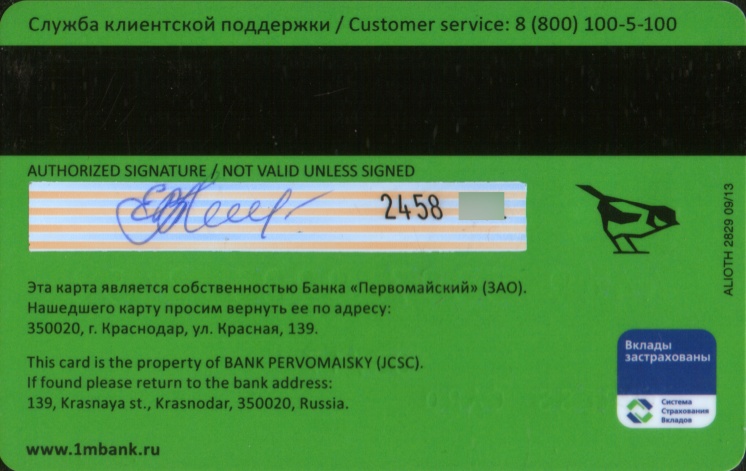 Служба клиентской поддержки / Customer service: 8 (800) 100-5-100
AUTHORIZED SIGNATURE / NOT VALID UNLESS SIGNED
2458
ALIOTH 2829 09/13
Эта карта является собственностью Банка «Первомайский» (ЗАО).
Нашедшего карту просим вернуть ее по адресу:
350020, г. Краснодар, ул. Красная, 139.
This card is the property of BANK PERVOMAISKY (JCSC).
If found please return to the bank address:
139, Krasnaya st., Krasnodar, 350020, Russia.
Вклады
застрахованы
Система
Страхования
Вкладов
www.1mbank.ru